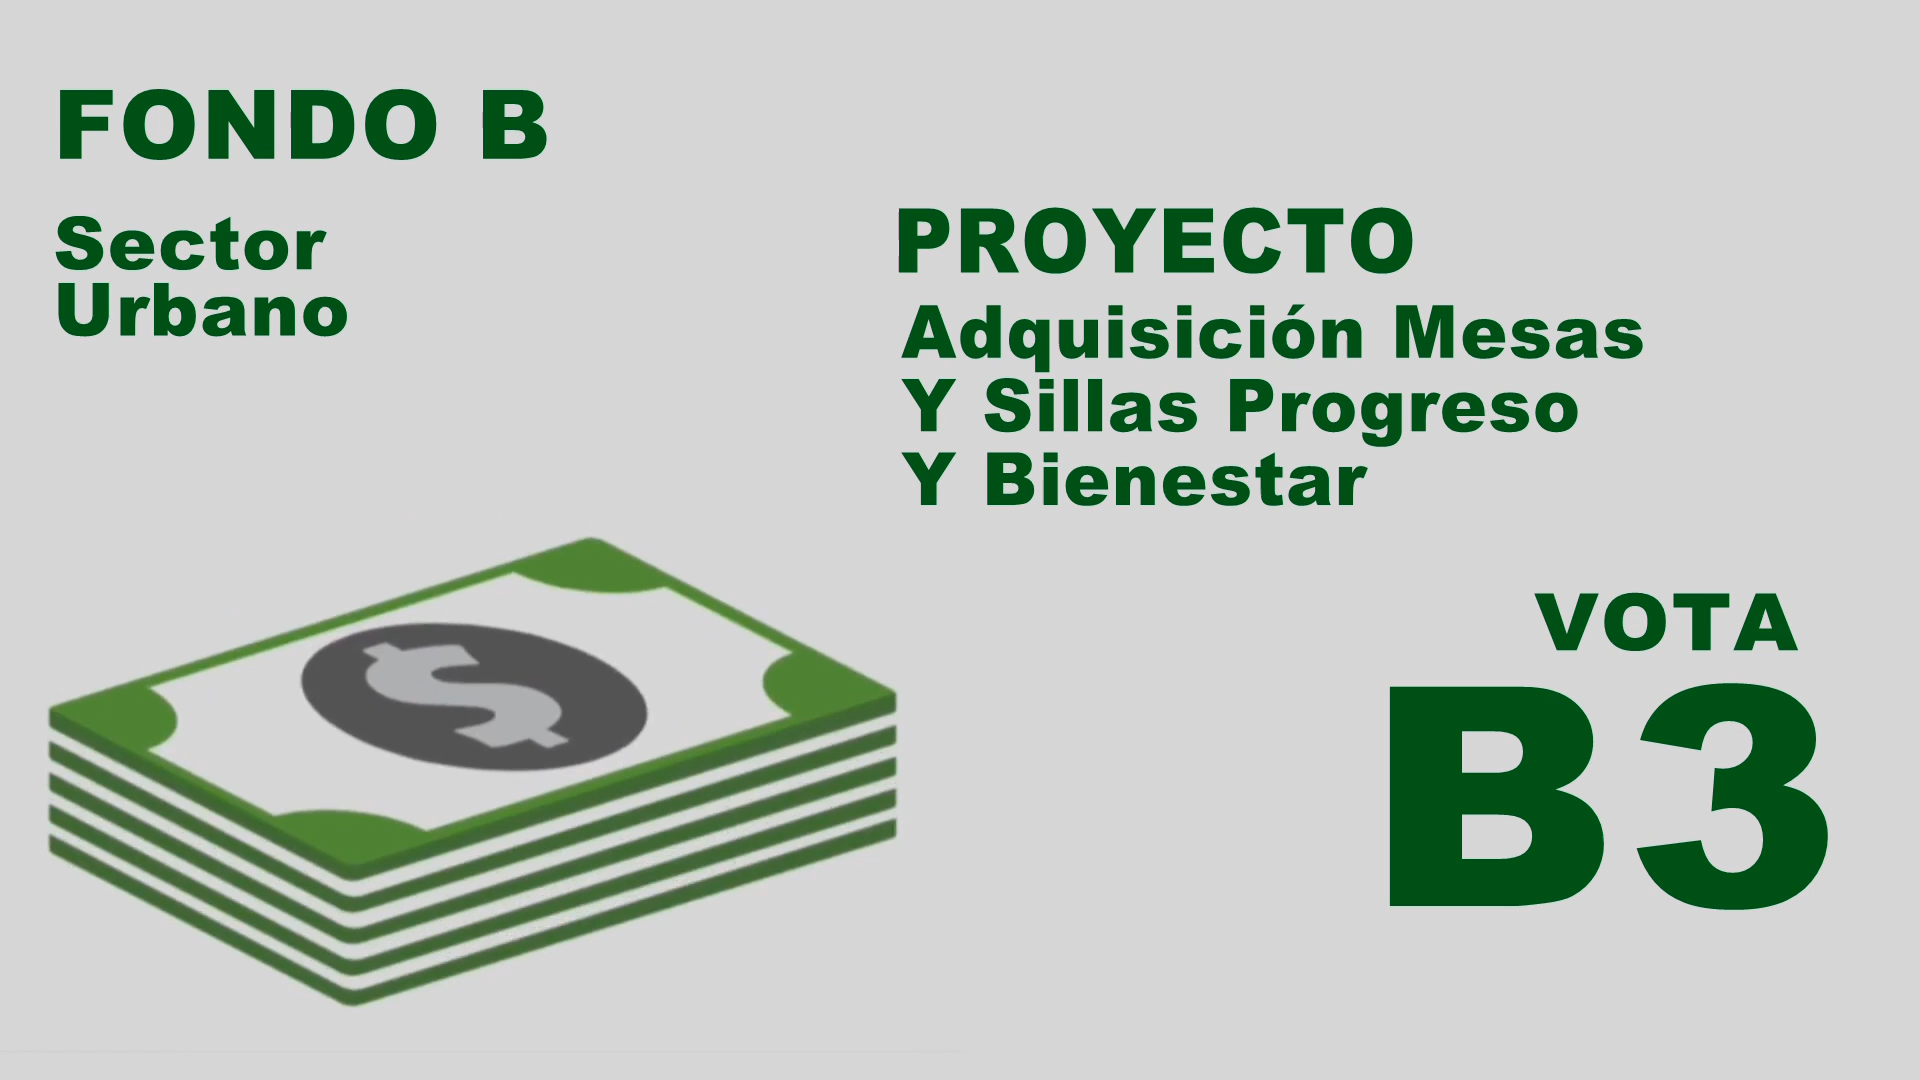 FONDO B
Sector
Urbano
PROYECTO
Adquisición Mesas
Y Sillas Progreso
Y Bienestar
$
VOTA
B3